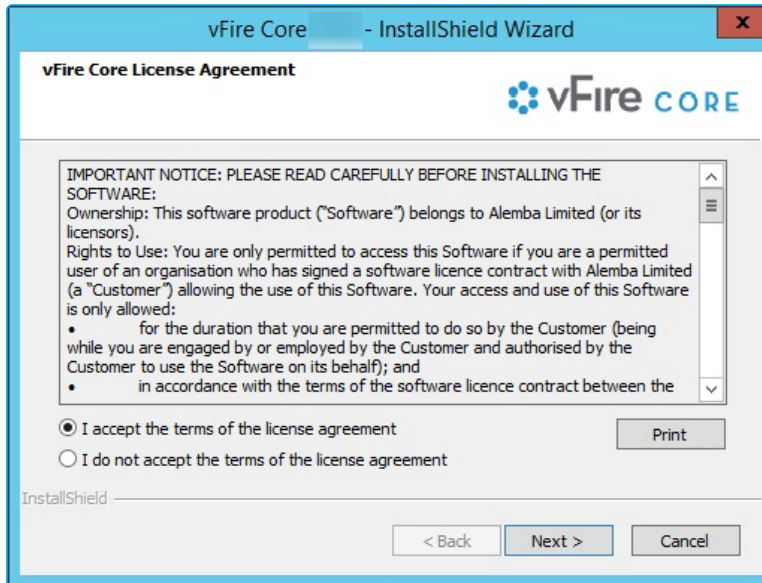 vFire Core - InstallShield Wizard
x
vFire Core License Agreement
vFire CORE
IMPORTANT NOTICE: PLEASE READ CAREFULLY BEFORE INSTALLING THE
SOFTWARE:
Ownership: This software product ("Software") belongs to Alemba Limited (or its
licensors).
Rights to Use: You are only permitted to access this Software if you are a permitted
user of an organisation who has signed a software licence contract with Alemba Limited
(a "Customer") allowing the use of this Software. Your access and use of this Software
is only allowed:
• for the duration that you are permitted to do so by the Customer (being
while you are engaged by or employed by the Customer and authorised by the
Customer to use the Software on its behalf); and
• in accordance with the terms of the software licence contract between the
I accept the terms of the license agreement
Print
I do not accept the terms of the license agreement
InstallShield
< Back
Next >
Cancel